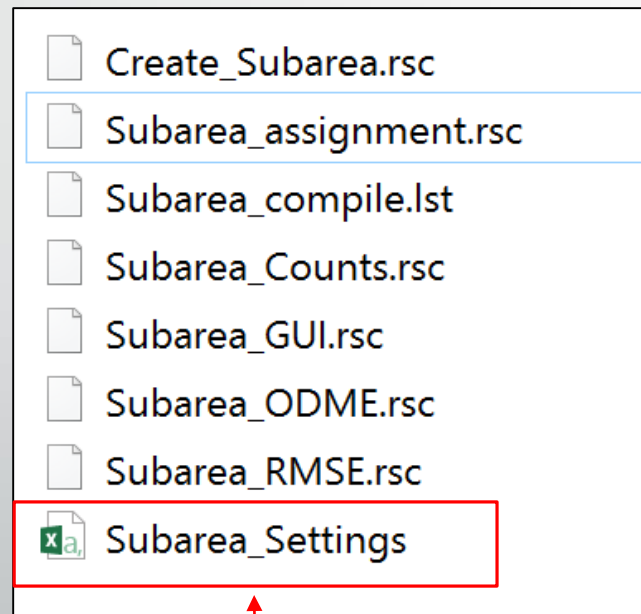 Create_Subarea.rsc
Subarea_assignment.rsc
Subarea_compile.lst
Subarea_Counts.rsc
Subarea_GUI.rsc
Subarea_ODME.rsc
Subarea_RMSE.rsc
Subarea_Settings